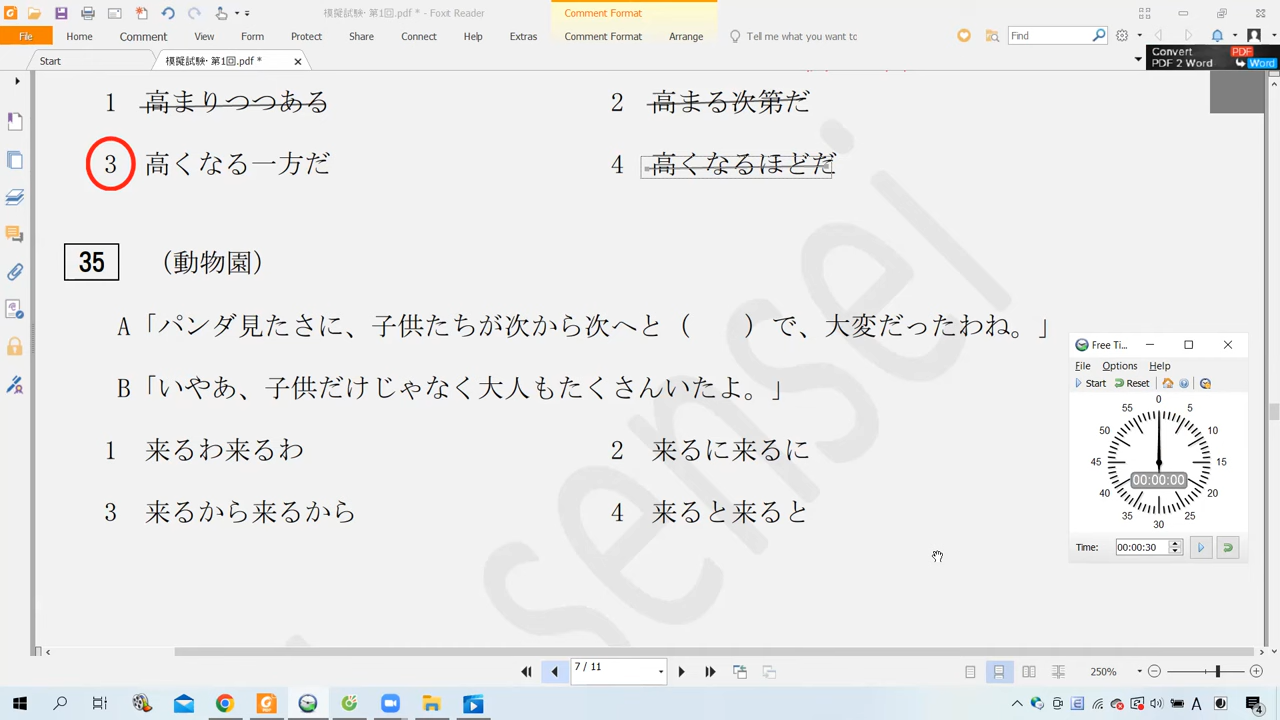 模擬試験· 第1回.pdf * - Foxit Reader
Comment Format
File Home Comment View Form Protect Share Connect Help Extras Comment Format Arrange Tell me what you want to Find
Start 模擬試験· 第1回.pdf *
Convert PDF
PDF 2 Word Word
1 高まりつつある 2 高まる次第だ
3 高くなる一方だ 4 高くなるほどだ
35 （動物園）
A「パンダ見たさに、子供たちが次から次へと（ ）で、大変だったわね。」
B「いやあ、子供だけじゃなく大人もたくさんいたよ。」
1 来るわ来るわ 2 来るに来るに
3 来るから来るから 4 来ると来ると
sensei
Free Ti...
File Options Help
Start Reset
0
55 5
50 10
45 15
00:00:00
40 20
35 25
30
Time: 00:00:30
7 / 11
250%
A
4